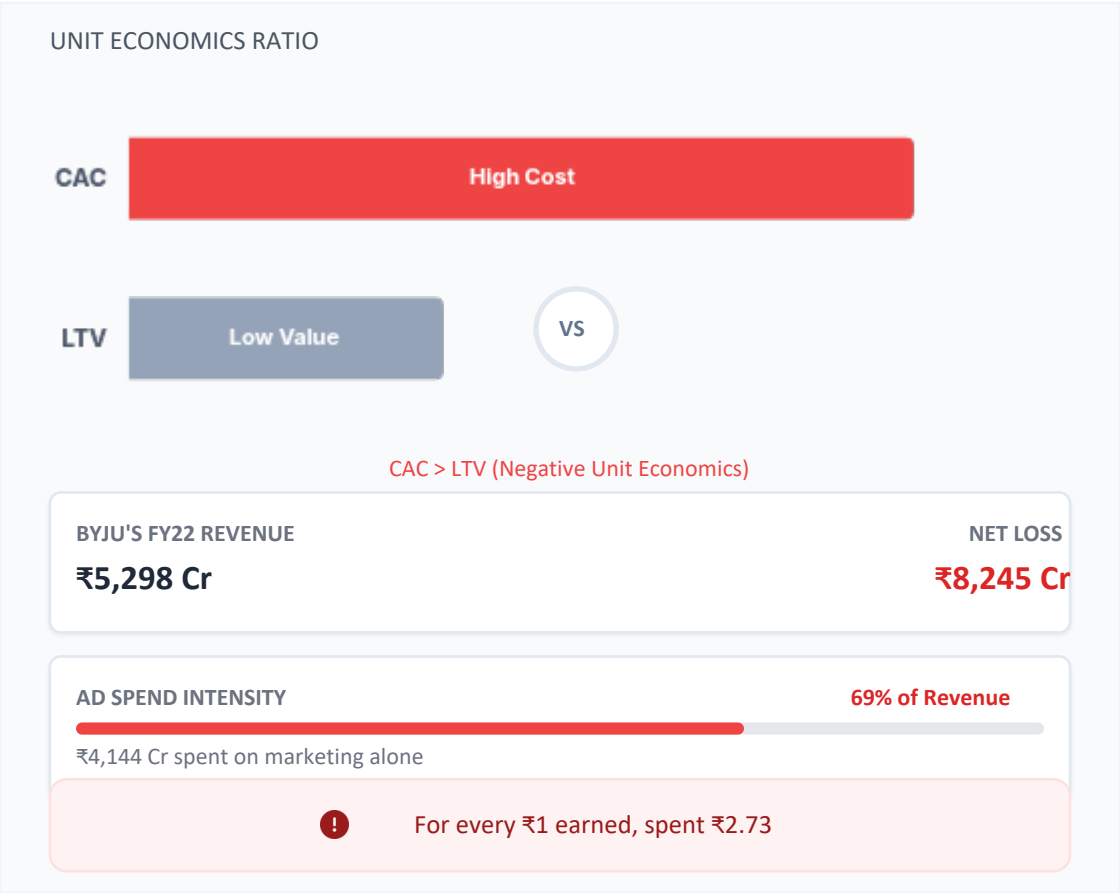 UNIT ECONOMICS RATIO
CAC High Cost
LTV Low Value VS
CAC > LTV (Negative Unit Economics)
BYJU'S FY22 REVENUE NET LOSS
₹5,298 Cr ₹8,245 Cr
AD SPEND INTENSITY 69% of Revenue
₹4,144 Cr spent on marketing alone
! For every ₹1 earned, spent ₹2.73